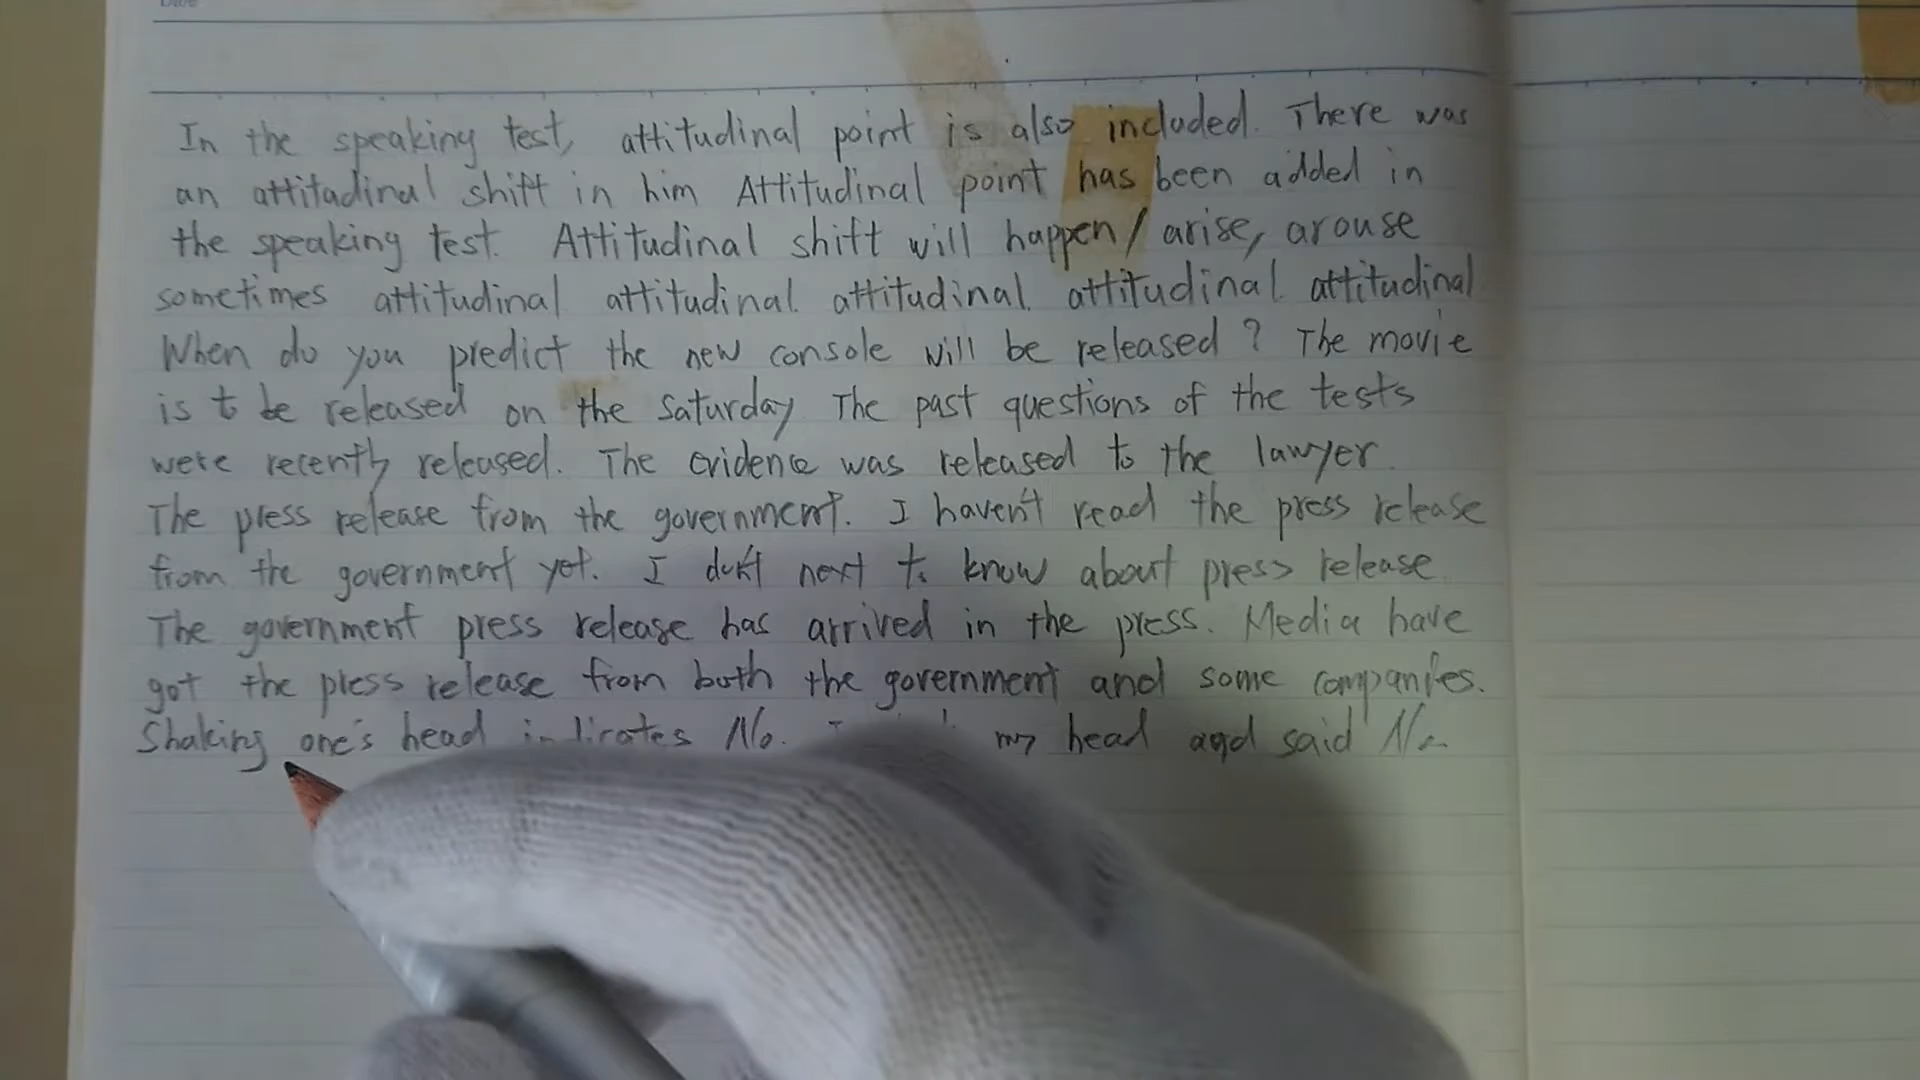 In the speaking test, attitudinal point is also included. There was
an attitadinal shift in him Attitudinal point has been added in
the speaking test. Attitudinal shift will happen / arise, arouse
sometimes attitudinal attitudinal. attitudinal. attitudinal. attitudinal
When do you predict the new console will be released? The movie
is to be released on the Saturday. The past questions of the tests
were recently released. The evidence was released to the lawyer.
The press release from the government. I haven't read the press release
from the government yet. I to know about press release.
The government press release has arrived in the press. Media have
got the press release from both the government and some companies.
Shaking one's head indicates No. my head and said No